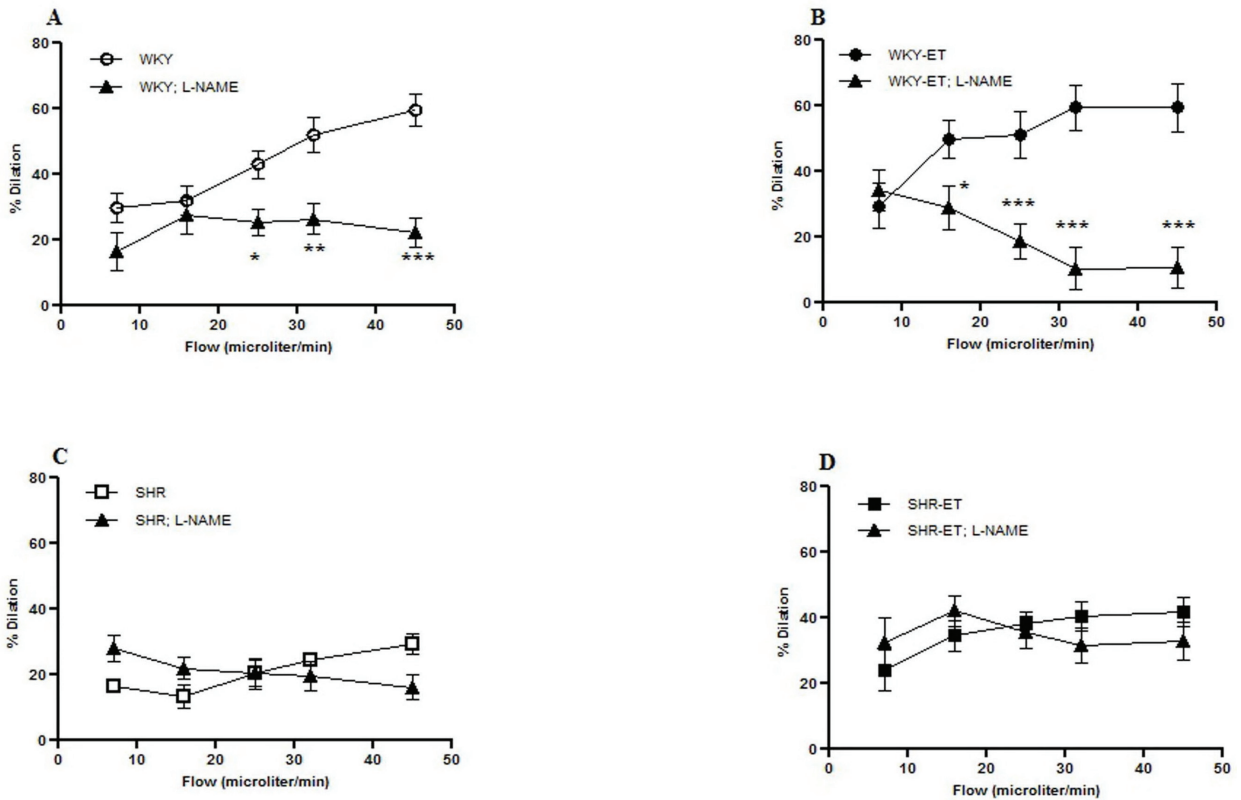 A
80
60
40
20
0
% Dilation
WKY
WKY; L-NAME
*
**
***
0 10 20 30 40 50
Flow (microliter/min)
B
80
60
40
20
0
% Dilation
WKY-ET
WKY-ET; L-NAME
*
***
***
***
0 10 20 30 40 50
Flow (microliter/min)
C
80
60
40
20
0
% Dilation
SHR
SHR; L-NAME
0 10 20 30 40 50
Flow (microliter/min)
D
80
60
40
20
0
% Dilation
SHR-ET
SHR-ET; L-NAME
0 10 20 30 40 50
Flow (microliter/min)